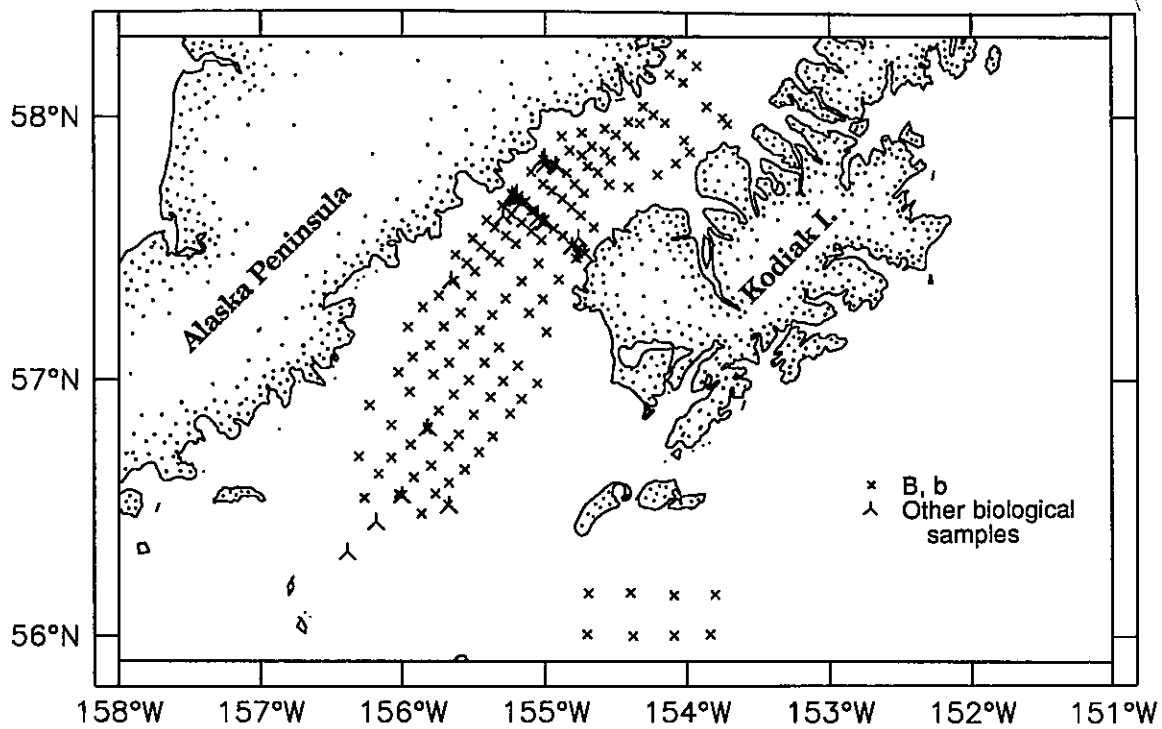 58°N
57°N
56°N
Alaska Peninsula
Kodiak I.
B, b
Other biological
samples
158°W 157°W 156°W 155°W 154°W 153°W 152°W 151°W